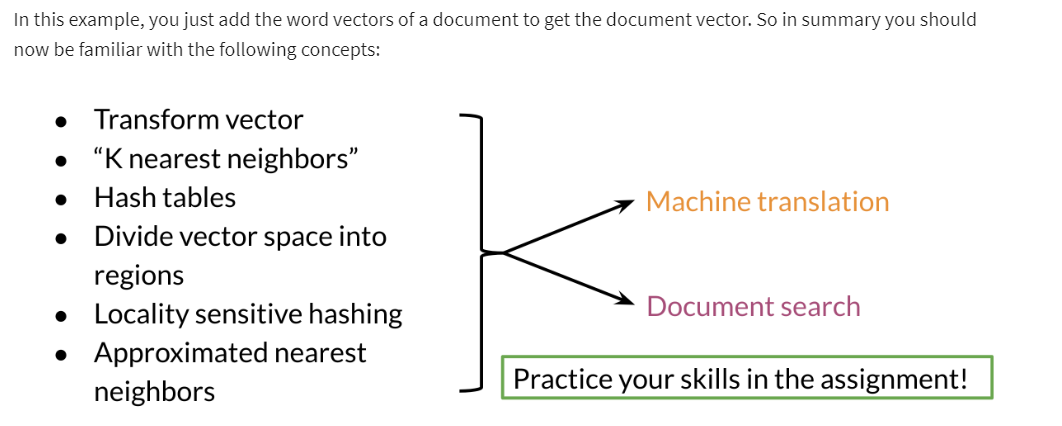 In this example, you just add the word vectors of a document to get the document vector. So in summary you should
now be familiar with the following concepts:
• Transform vector
• “K nearest neighbors”
• Hash tables
• Divide vector space into
regions
• Locality sensitive hashing
• Approximated nearest
neighbors
Machine translation
Document search
Practice your skills in the assignment!